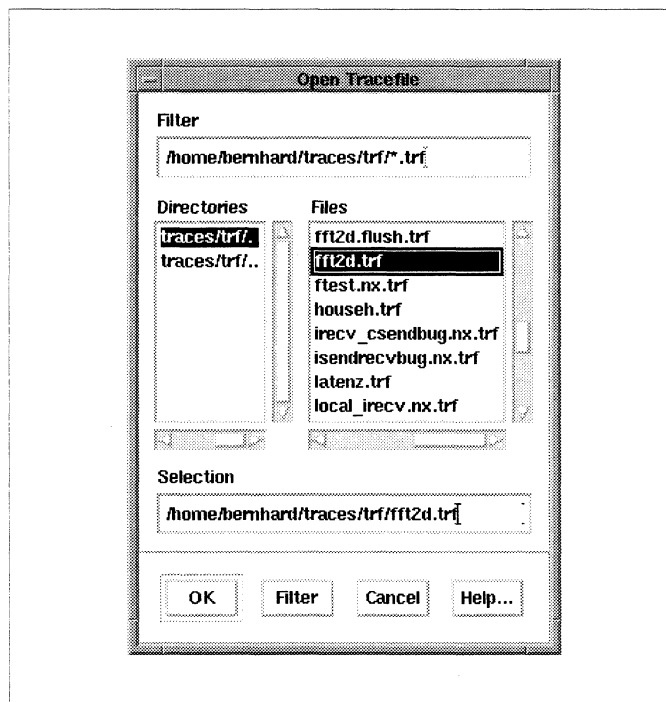 Open Tracefile
Filter
/home/bernhard/traces/trf/*.trf
Directories
traces/trf/.
traces/trf/..
Files
fft2d.flush.trf
fft2d.trf
ftest.nx.trf
househ.trf
irecv_csendbug.nx.trf
isendrecvbug.nx.trf
latenz.trf
local_irecv.nx.trf
Selection
/home/bernhard/traces/trf/fft2d.trf
OK Filter Cancel Help...